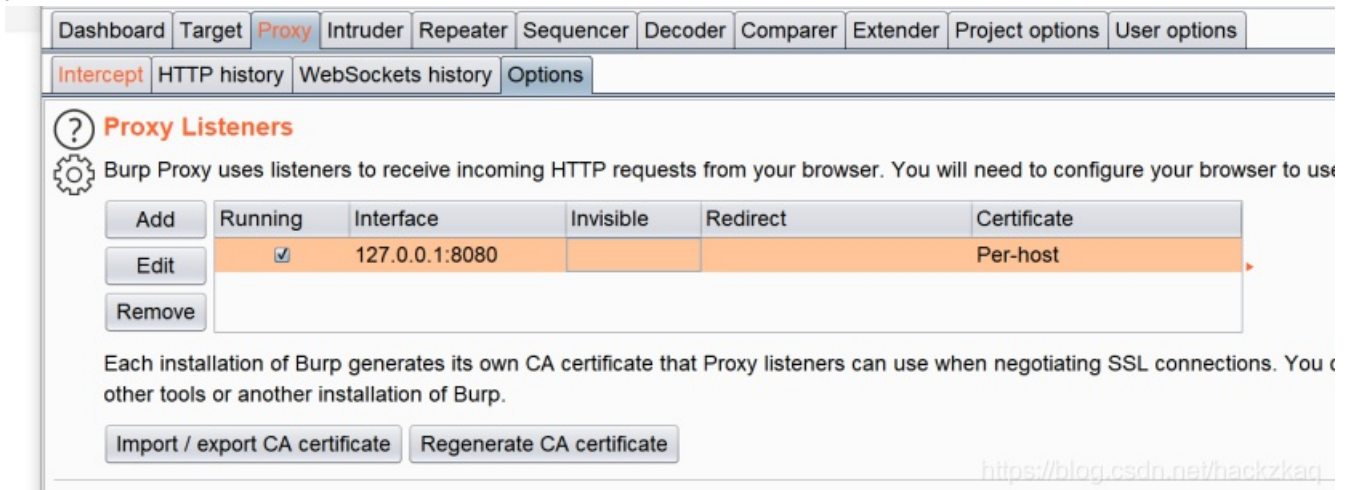 Dashboard Target Proxy Intruder Repeater Sequencer Decoder Comparer Extender Project options User options
Intercept HTTP history WebSockets history Options
? Proxy Listeners
Burp Proxy uses listeners to receive incoming HTTP requests from your browser. You will need to configure your browser to use
Add Running Interface Invisible Redirect Certificate
Edit 127.0.0.1:8080 Per-host
Remove
Each installation of Burp generates its own CA certificate that Proxy listeners can use when negotiating SSL connections. You
other tools or another installation of Burp.
Import / export CA certificate Regenerate CA certificate
https://blog.csdn.net/hackzkaq